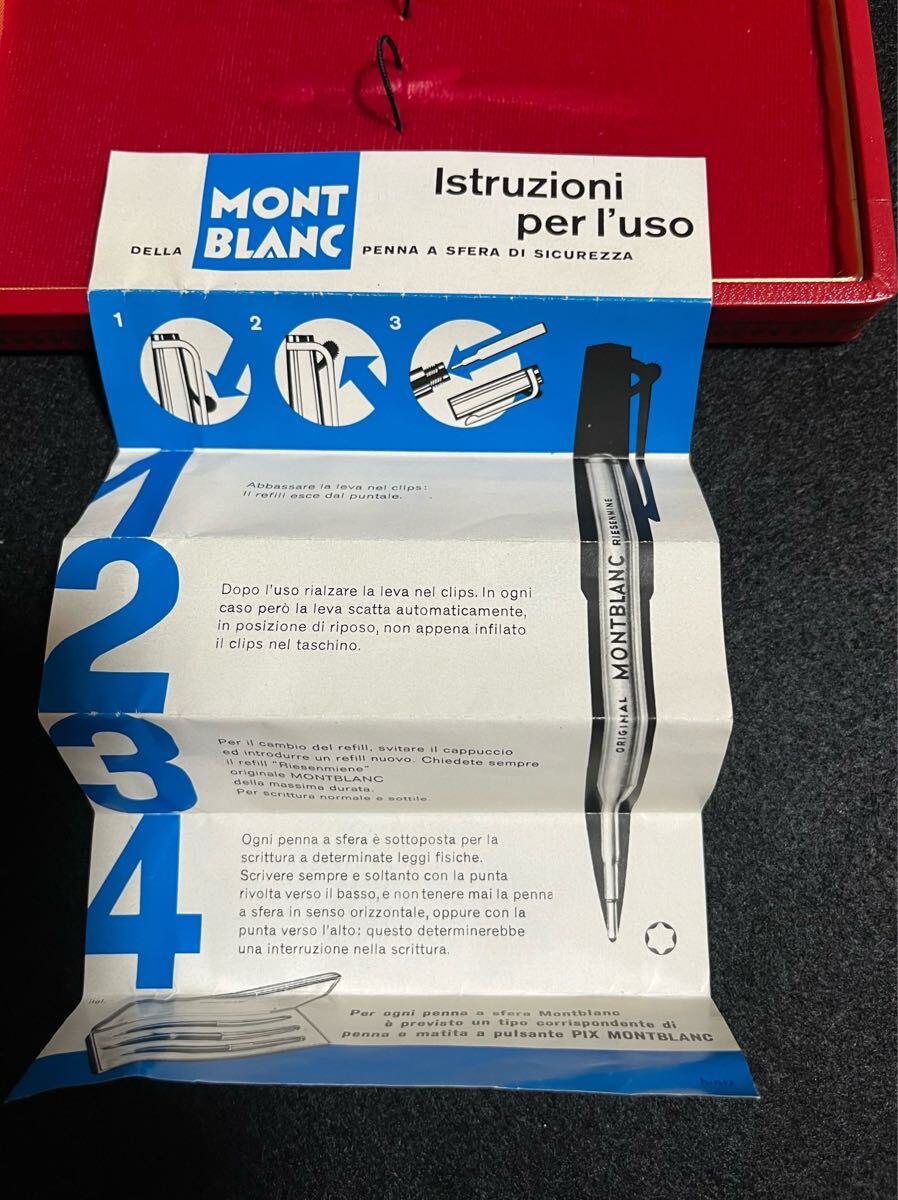 Istruzioni
per l'uso
DELLA MONT BLANC PENNA A SFERA DI SICUREZZA
1 2 3
1
Abbassare la leva nel clips:
Il refill esce dal puntale.
2
Dopo l'uso rialzare la leva nel clips. In ogni
caso però la leva scatta automaticamente,
in posizione di riposo, non appena infilato
il clips nel taschino.
3
Per il cambio del refill, svitare il cappuccio
ed introdurre un refill nuovo. Chiedete sempre
il refill "Riesenmiene"
originale MONTBLANC
della massima durata.
Per scrittura normale e sottile.
4
Ogni penna a sfera è sottoposta per la
scrittura a determinate leggi fisiche.
Scrivere sempre e soltanto con la punta
rivolta verso il basso, e non tenere mai la penna
a sfera in senso orizzontale, oppure con la
punta verso l'alto: questo determinerebbe
una interruzione nella scrittura.
ORIGINAL MONTBLANC RIESENMINE
Per ogni penna a sfera Montblanc
è previsto un tipo corrispondente di
penna e matita a pulsante PIX MONTBLANC